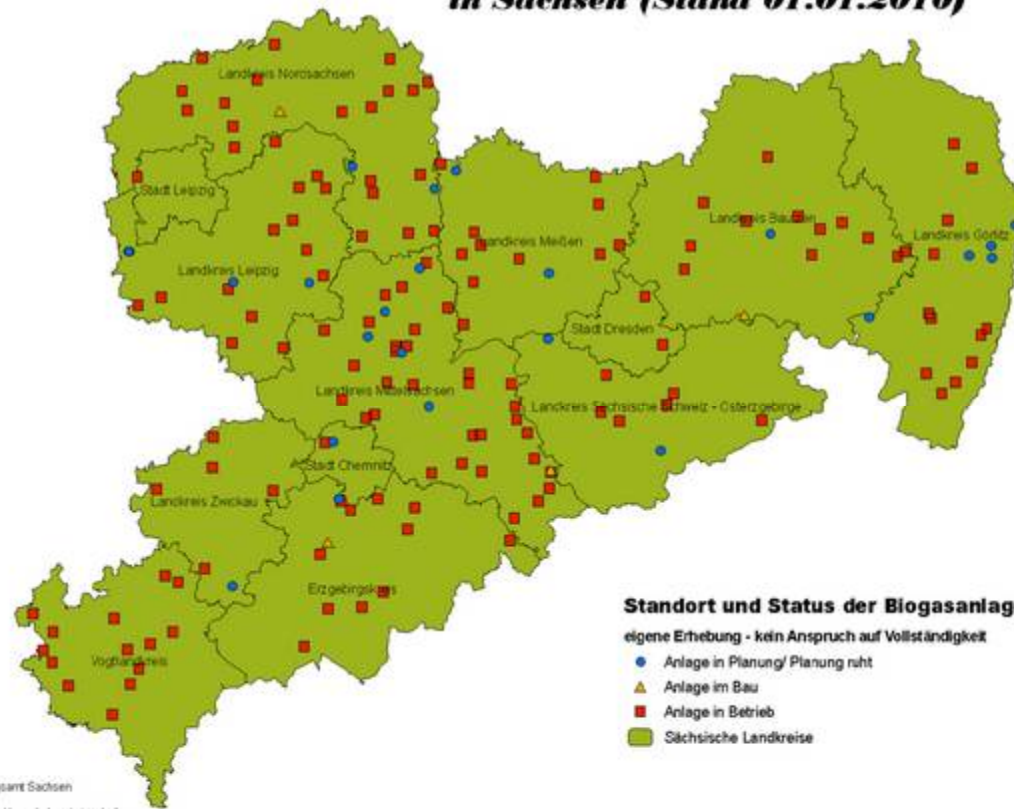 in Sachsen (Stand 01.01.2010)
Landkreis Nordsachsen
Stadt Leipzig
Landkreis Bautzen
Landkreis Görlitz
Landkreis Meißen
Landkreis Leipzig
Stadt Dresden
Landkreis Mittelsachsen
Landkreis Sächsische Schweiz - Osterzgebirge
Stadt Chemnitz
Landkreis Zwickau
Erzgebirgskreis
Vogtlandkreis
Standort und Status der Biogasanlag
eigene Erhebung - kein Anspruch auf Vollständigkeit
Anlage in Planung/ Planung ruht
Anlage im Bau
Anlage in Betrieb
Sächsische Landkreise
samt Sachsen